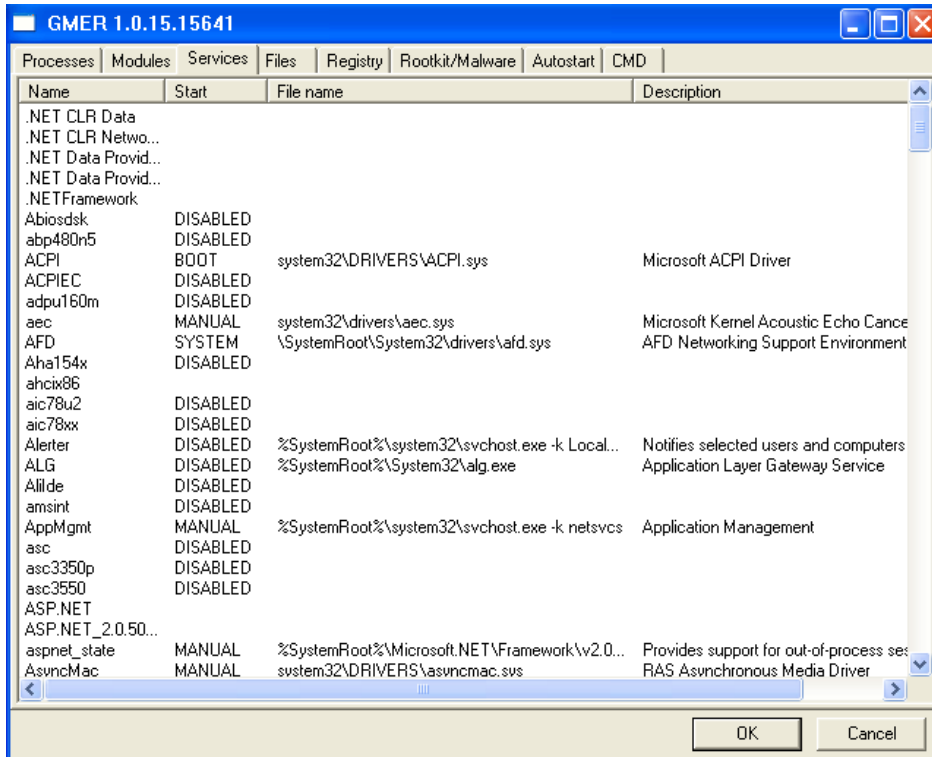 GMER 1.0.15.15641
Processes Modules Services Files Registry Rootkit/Malware Autostart CMD
Name Start File name Description
.NET CLR Data
.NET CLR Netwo...
.NET Data Provid...
.NET Data Provid...
.NETFramework
Abiosdsk DISABLED
abp480n5 DISABLED
ACPI BOOT system32\DRIVERS\ACPI.sys Microsoft ACPI Driver
ACPIEC DISABLED
adpu160m DISABLED
aec MANUAL system32\drivers\aec.sys Microsoft Kernel Acoustic Echo Cance
AFD SYSTEM \SystemRoot\System32\drivers\afd.sys AFD Networking Support Environment
Aha154x DISABLED
ahcix86
aic78u2 DISABLED
aic78xx DISABLED
Alerter DISABLED %SystemRoot%\system32\svchost.exe -k Local... Notifies selected users and computers
ALG DISABLED %SystemRoot%\System32\alg.exe Application Layer Gateway Service
AliIde DISABLED
amsint DISABLED
AppMgmt MANUAL %SystemRoot%\system32\svchost.exe -k netsvcs Application Management
asc DISABLED
asc3350p DISABLED
asc3550 DISABLED
ASP.NET
ASP.NET_2.0.50...
aspnet_state MANUAL %SystemRoot%\Microsoft.NET\Framework\v2.0... Provides support for out-of-process ses
AsyncMac MANUAL system32\DRIVERS\asyncmac.sys RAS Asynchronous Media Driver
OK Cancel